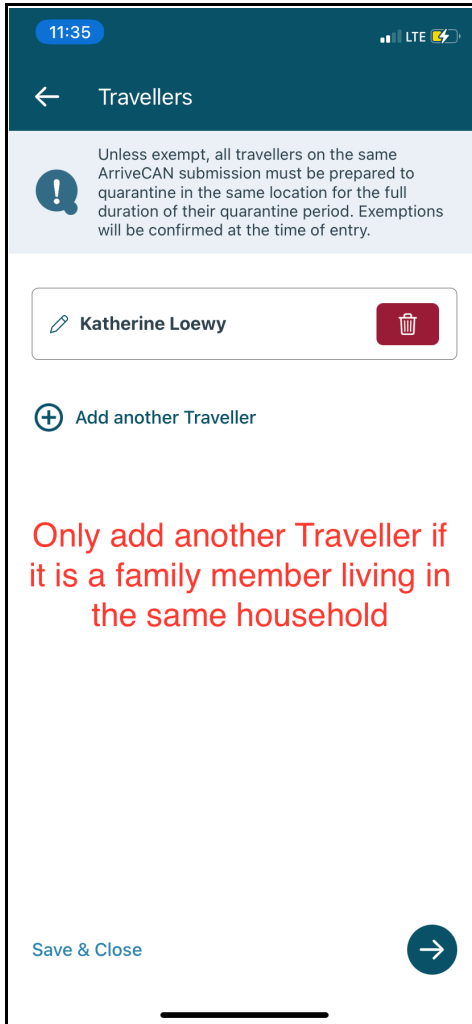 11:35
LTE
Travellers
Unless exempt, all travellers on the same
ArriveCAN submission must be prepared to
quarantine in the same location for the full
duration of their quarantine period. Exemptions
will be confirmed at the time of entry.
Katherine Loewy
Add another Traveller
Only add another Traveller if
it is a family member living in
the same household
Save & Close